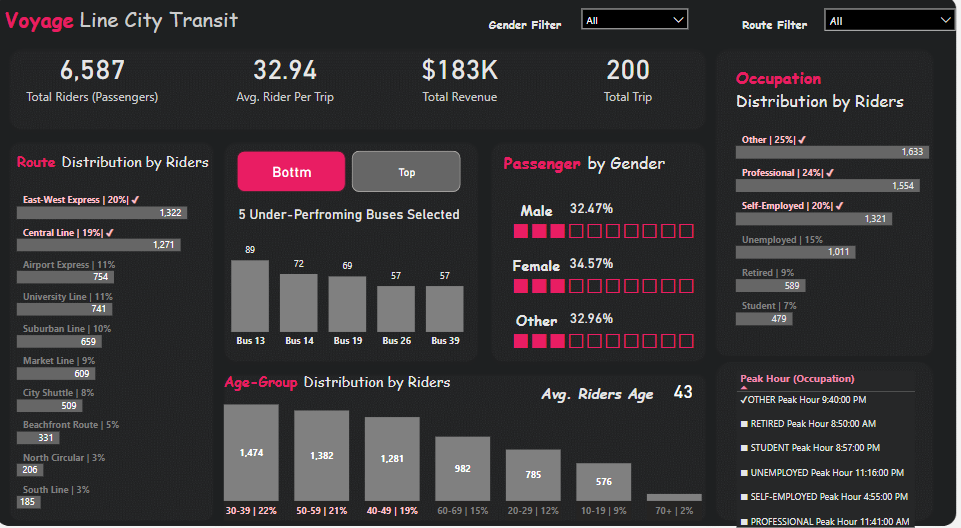 Voyage Line City Transit
Gender Filter
All
Route Filter
All
6,587
Total Riders (Passengers)
32.94
Avg. Rider Per Trip
$183K
Total Revenue
200
Total Trip
Route Distribution by Riders
East-West Express | 20%| ✔
1,322
Central Line | 19%| ✔
1,271
Airport Express | 11%
754
University Line | 11%
741
Suburban Line | 10%
659
Market Line | 9%
609
City Shuttle | 8%
509
Beachfront Route | 5%
331
North Circular | 3%
206
South Line | 3%
185
Bottm
Top
5 Under-Perfroming Buses Selected
89
72
69
57
57
Bus 13
Bus 14
Bus 19
Bus 26
Bus 39
Passenger by Gender
Male
32.47%
Female
34.57%
Other
32.96%
Age-Group Distribution by Riders
Avg. Riders Age 43
1,474
1,382
1,281
982
785
576
30-39 | 22%
50-59 | 21%
40-49 | 19%
60-69 | 15%
20-29 | 12%
10-19 | 9%
70+ | 2%
Occupation
Distribution by Riders
Other | 25%| ✔
1,633
Professional | 24%| ✔
1,554
Self-Employed | 20%| ✔
1,321
Unemployed | 15%
1,011
Retired | 9%
589
Student | 7%
479
Peak Hour (Occupation)
✔OTHER Peak Hour 9:40:00 PM
■ RETIRED Peak Hour 8:50:00 AM
■ STUDENT Peak Hour 8:57:00 PM
■ UNEMPLOYED Peak Hour 11:16:00 PM
■ SELF-EMPLOYED Peak Hour 4:55:00 PM
■ PROFESSIONAL Peak Hour 11:41:00 AM